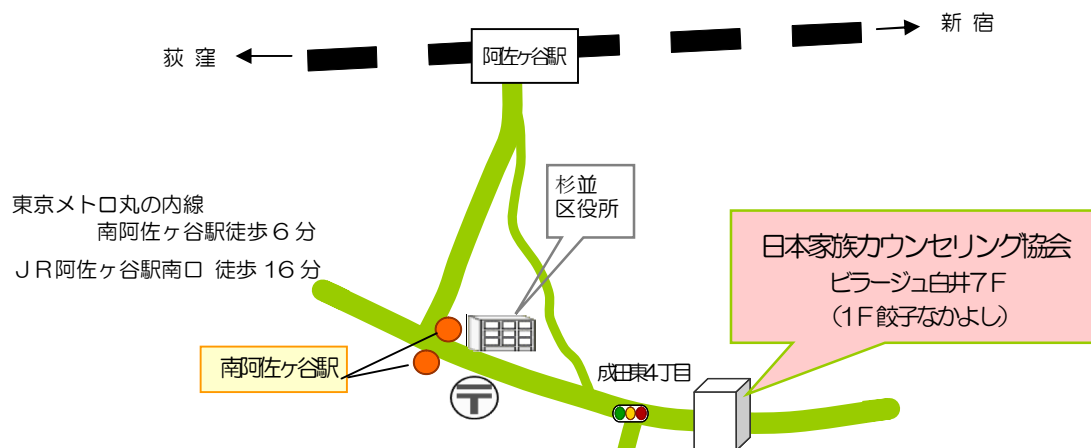 新宿
荻窪
阿佐ヶ谷駅
杉並
区役所
東京メトロ丸の内線
南阿佐ヶ谷駅徒歩6分
JR阿佐ヶ谷駅南口 徒歩16分
日本家族カウンセリング協会
ビラージュ白井7F
(1F餃子なかよし)
南阿佐ヶ谷駅
成田東4丁目